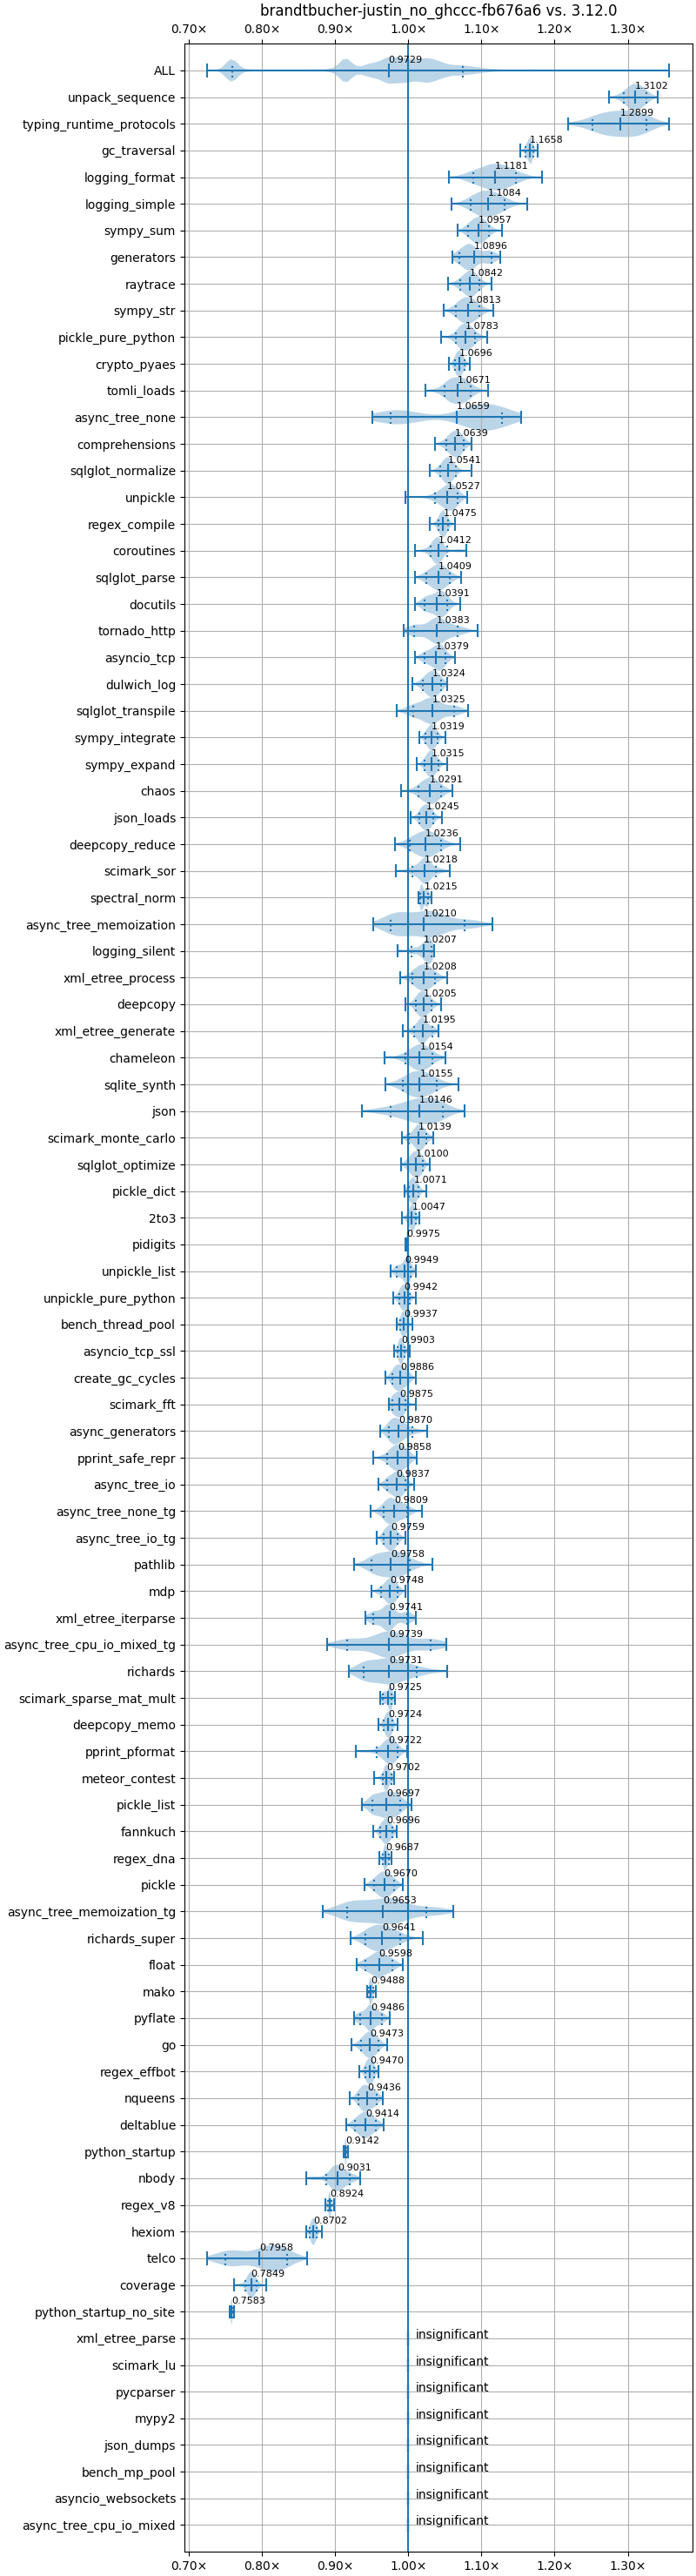 brandtbucher-justin_no_ghccc-fb676a6 vs. 3.12.0
0.70× 0.80× 0.90× 1.00× 1.10× 1.20× 1.30×
ALL 0.9729
unpack_sequence 1.3102
typing_runtime_protocols 1.2899
gc_traversal 1.1658
logging_format 1.1181
logging_simple 1.1084
sympy_sum 1.0957
generators 1.0896
raytrace 1.0842
sympy_str 1.0813
pickle_pure_python 1.0783
crypto_pyaes 1.0696
tomli_loads 1.0671
async_tree_none 1.0659
comprehensions 1.0639
sqlglot_normalize 1.0541
unpickle 1.0527
regex_compile 1.0475
coroutines 1.0412
sqlglot_parse 1.0409
docutils 1.0391
tornado_http 1.0383
asyncio_tcp 1.0379
dulwich_log 1.0324
sqlglot_transpile 1.0325
sympy_integrate 1.0319
sympy_expand 1.0315
chaos 1.0291
json_loads 1.0245
deepcopy_reduce 1.0236
scimark_sor 1.0218
spectral_norm 1.0215
async_tree_memoization 1.0210
logging_silent 1.0207
xml_etree_process 1.0208
deepcopy 1.0205
xml_etree_generate 1.0195
chameleon 1.0154
sqlite_synth 1.0155
json 1.0146
scimark_monte_carlo 1.0139
sqlglot_optimize 1.0100
pickle_dict 1.0071
2to3 1.0047
pidigits 0.9975
unpickle_list 0.9949
unpickle_pure_python 0.9942
bench_thread_pool 0.9937
asyncio_tcp_ssl 0.9903
create_gc_cycles 0.9886
scimark_fft 0.9875
async_generators 0.9870
pprint_safe_repr 0.9858
async_tree_io 0.9837
async_tree_none_tg 0.9809
async_tree_io_tg 0.9759
pathlib 0.9758
mdp 0.9748
xml_etree_iterparse 0.9741
async_tree_cpu_io_mixed_tg 0.9739
richards 0.9731
scimark_sparse_mat_mult 0.9725
deepcopy_memo 0.9724
pprint_pformat 0.9722
meteor_contest 0.9702
pickle_list 0.9697
fannkuch 0.9696
regex_dna 0.9687
pickle 0.9670
async_tree_memoization_tg 0.9653
richards_super 0.9641
float 0.9598
mako 0.9488
pyflate 0.9486
go 0.9473
regex_effbot 0.9470
nqueens 0.9436
deltablue 0.9414
python_startup 0.9142
nbody 0.9031
regex_v8 0.8924
hexiom 0.8702
telco 0.7958
coverage 0.7849
python_startup_no_site 0.7583
xml_etree_parse insignificant
scimark_lu insignificant
pycparser insignificant
mypy2 insignificant
json_dumps insignificant
bench_mp_pool insignificant
asyncio_websockets insignificant
async_tree_cpu_io_mixed insignificant
0.70× 0.80× 0.90× 1.00× 1.10× 1.20× 1.30×